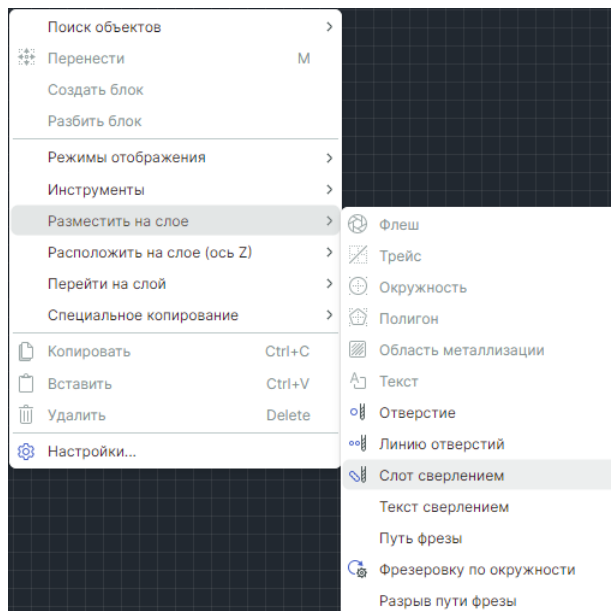 Поиск объектов
Перенести M
Создать блок
Разбить блок
Режимы отображения
Инструменты
Разместить на слое
Расположить на слое (ось Z)
Перейти на слой
Специальное копирование
Копировать Ctrl+C
Вставить Ctrl+V
Удалить Delete
Настройки...
Флеш
Трейс
Окружность
Полигон
Область металлизации
Текст
Отверстие
Линию отверстий
Слот сверлением
Текст сверлением
Путь фрезы
Фрезеровку по окружности
Разрыв пути фрезы